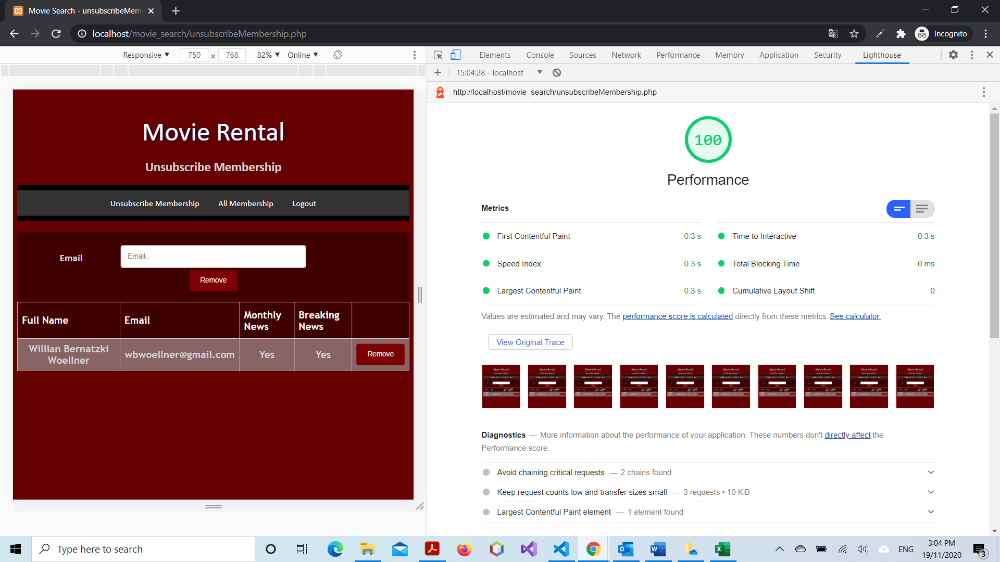 Movie Search - unsubscribeMem
localhost/movie_search/unsubscribeMembership.php
Incognito
Responsive ▼ 750 × 768 82% ▼ Online ▼
Elements Console Sources Network Performance Memory Application Security Lighthouse
15:04:28 - localhost
http://localhost/movie_search/unsubscribeMembership.php
Movie Rental
Unsubscribe Membership
Unsubscribe Membership All Membership Logout
Email Email..
Remove
Full Name Email Monthly News Breaking News
Willian Bernatzki Woellner wbwoellner@gmail.com Yes Yes Remove
100
Performance
Metrics
First Contentful Paint 0.3 s
Time to Interactive 0.3 s
Speed Index 0.3 s
Total Blocking Time 0 ms
Largest Contentful Paint 0.3 s
Cumulative Layout Shift 0
Values are estimated and may vary. The performance score is calculated directly from these metrics. See calculator.
View Original Trace
Diagnostics — More information about the performance of your application. These numbers don't directly affect the
Performance score.
Avoid chaining critical requests — 2 chains found
Keep request counts low and transfer sizes small — 3 requests • 10 KiB
Largest Contentful Paint element — 1 element found
Type here to search
ENG
3:04 PM
19/11/2020
3